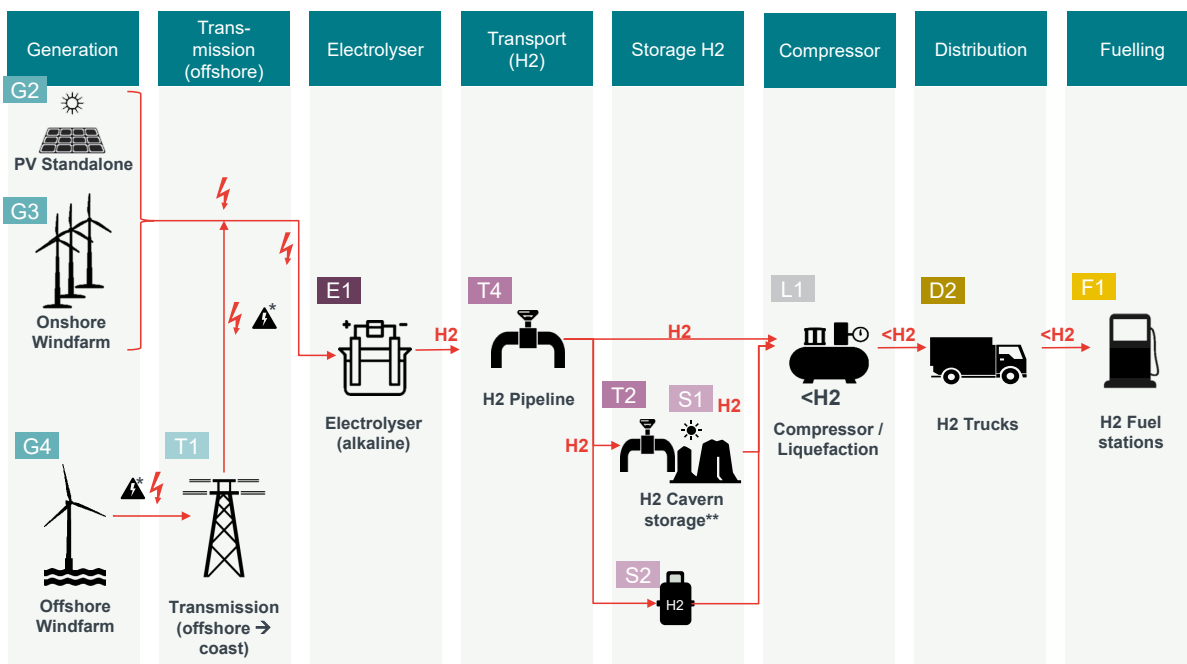 Generation
Trans-
mission
(offshore)
Electrolyser
Transport
(H2)
Storage H2
Compressor
Distribution
Fuelling
G2
PV Standalone
G3
Onshore
Windfarm
G4
*
Offshore
Windfarm
T1
*
Transmission
(offshore →
coast)
E1
Electrolyser
(alkaline)
H2
T4
H2 Pipeline
H2
H2
T2
S1
H2
H2 Cavern
storage**
S2
H2
L1
<H2
Compressor /
Liquefaction
<H2
D2
H2 Trucks
<H2
F1
H2 Fuel
stations